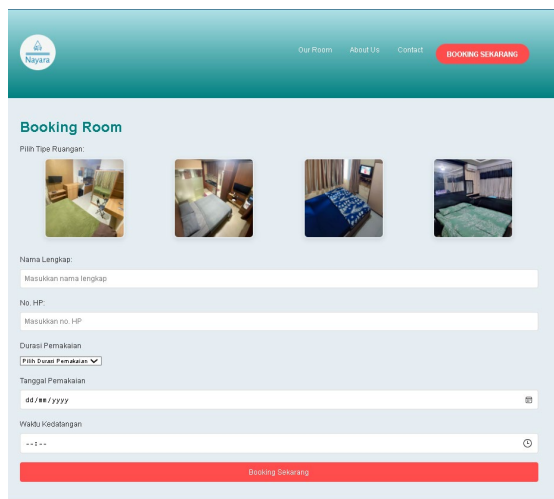 Nayara
Our Room
About Us
Contact
BOOKING SEKARANG
Booking Room
Pilih Tipe Ruangan:
Nama Lengkap:
Masukkan nama lengkap
No. HP:
Masukkan no. HP
Durasi Pemakaian
Pilih Durasi Pemakaian
Tanggal Pemakaian
dd/mm/yyyy
Waktu Kedatangan
--:--
Booking Sekarang